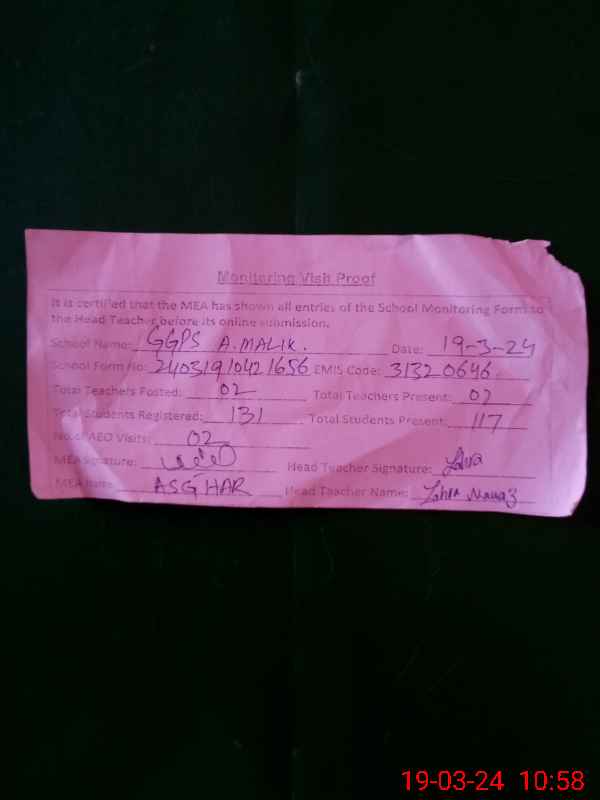 Monitoring Visit Proof
It is certified that the MEA has shown all entries of the School Monitoring Form to
the Head Teacher before its online submission.
School Name: GGPS A.MALIK. Date: 19-3-24
School Form No: 24031910421656 EMIS Code: 31320646
Total Teachers Posted: 02 Total Teachers Present: 02
Total Students Registered: 131 Total Students Present: 117
No. of AEO Visits: 02
MEA Signature: Head Teacher Signature: Zahra
MEA Name: ASGHAR Head Teacher Name: Zahra Nawaz
19-03-24 10:58